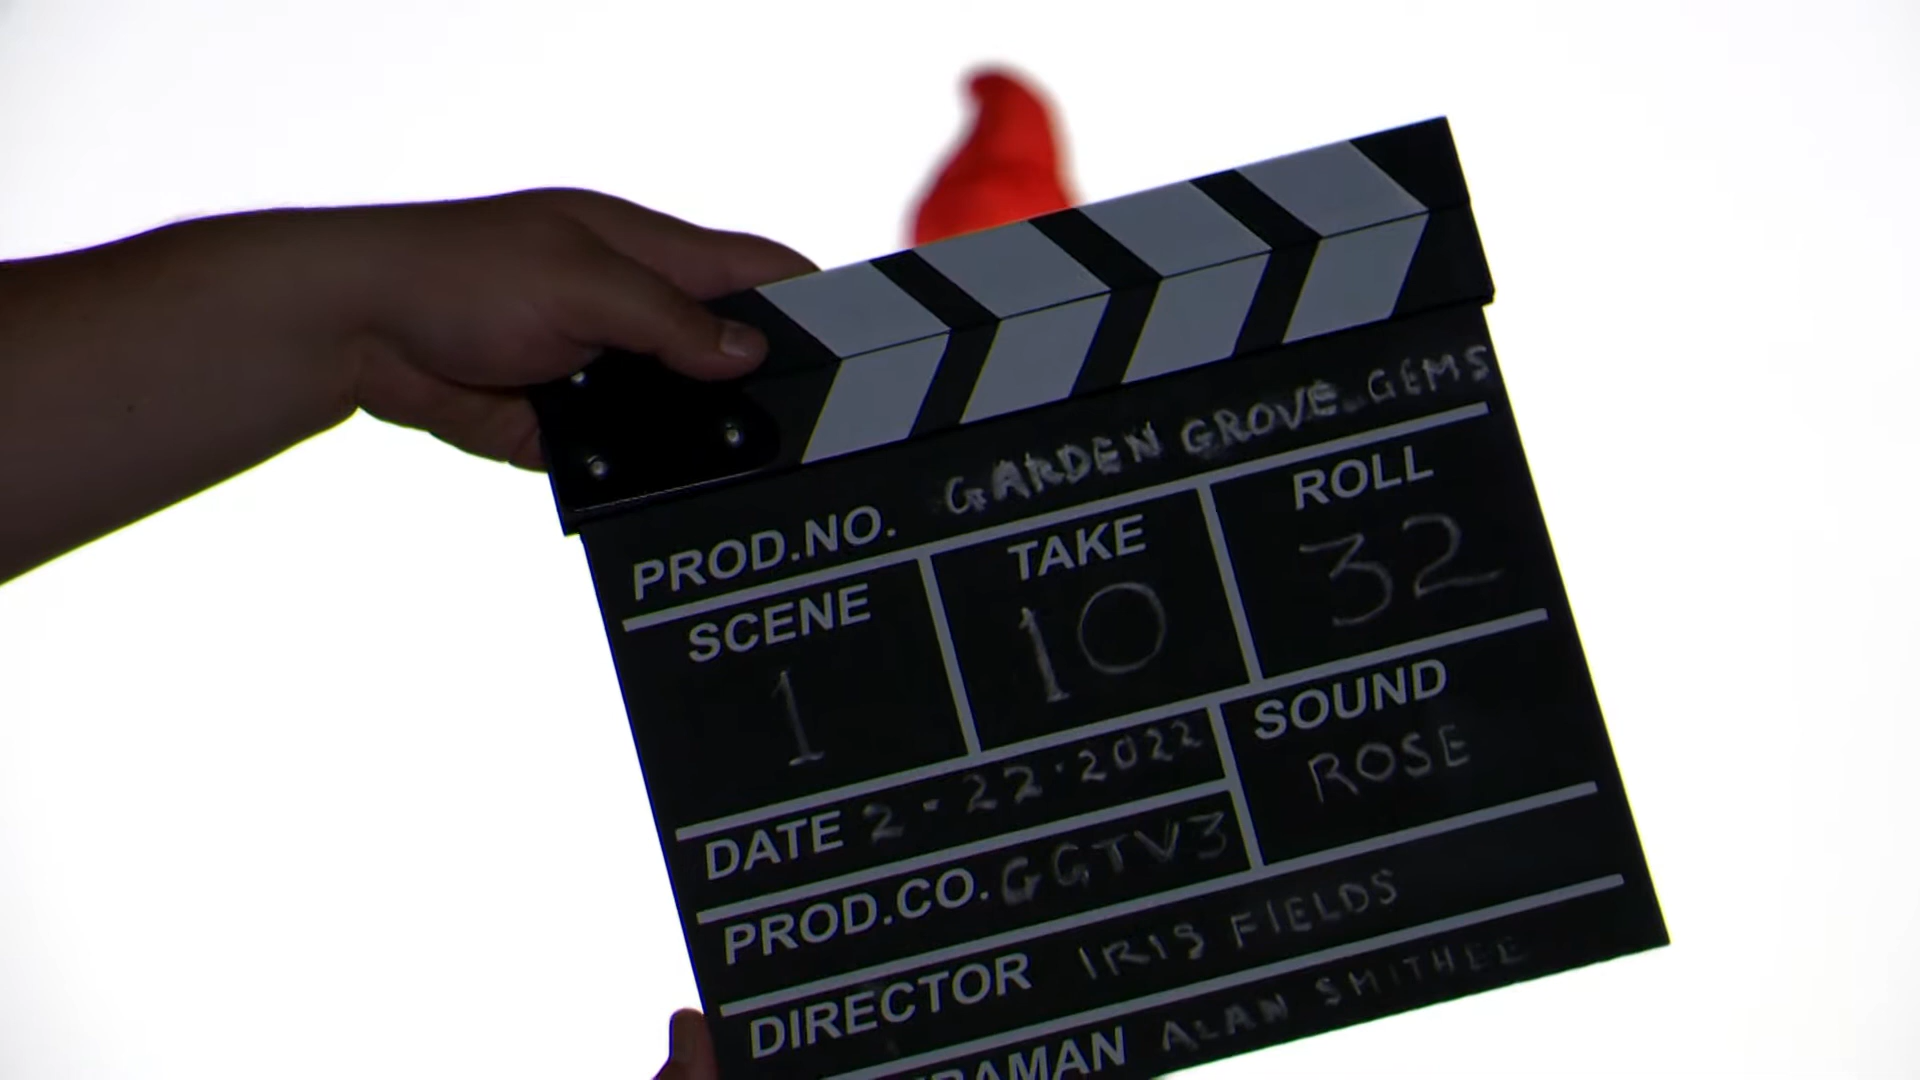 PROD.NO. GARDEN GROVE GEMS
SCENE TAKE ROLL
1 10 32
DATE 2-22-2022 SOUND
ROSE
PROD.CO. GGTV3
DIRECTOR IRIS FIELDS
ERAMAN ALAN SMITHEE